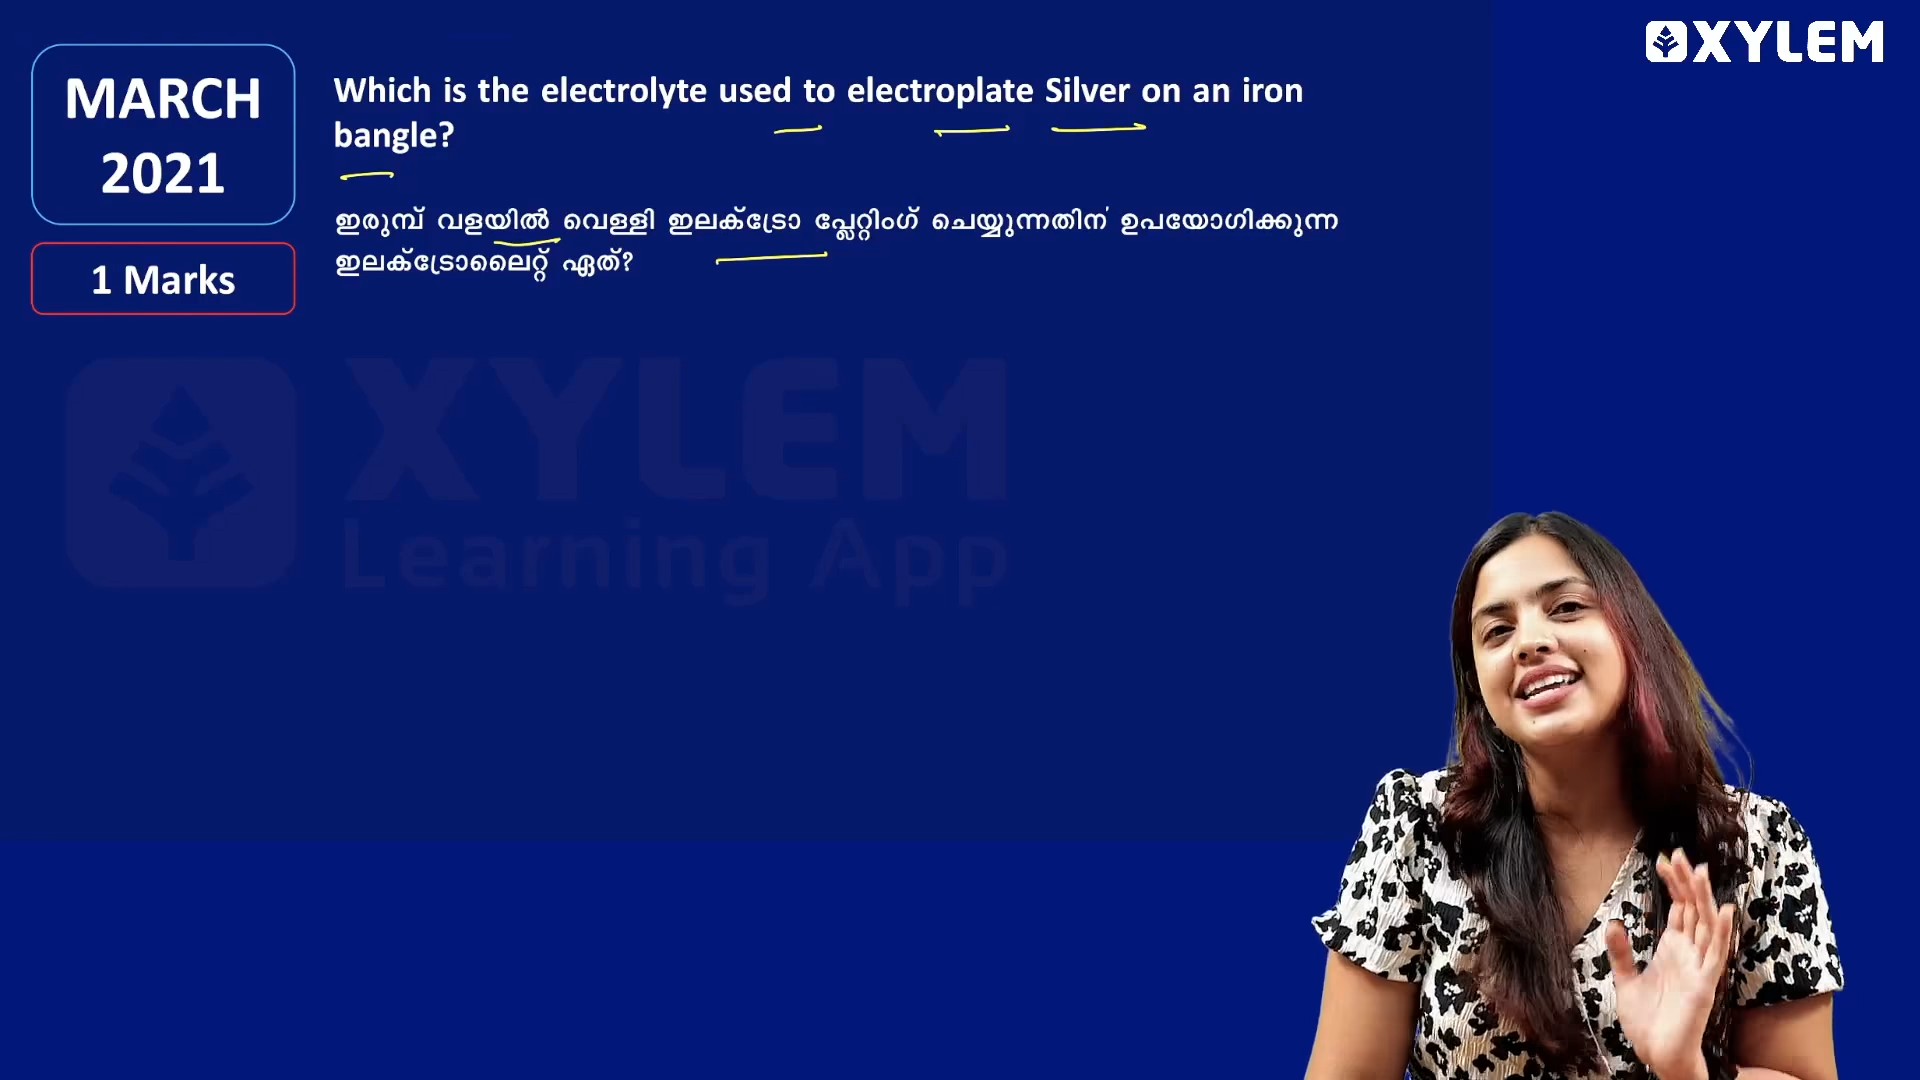 XYLEM
MARCH
2021
1 Marks
Which is the electrolyte used to electroplate Silver on an iron
bangle?
ഇരുമ്പ് വളയിൽ വെള്ളി ഇലക്ട്രോ പ്ലേറ്റിംഗ് ചെയ്യുന്നതിന് ഉപയോഗിക്കുന്ന
ഇലക്ട്രോലൈറ്റ് ഏത്?
XYLEM
Learning App